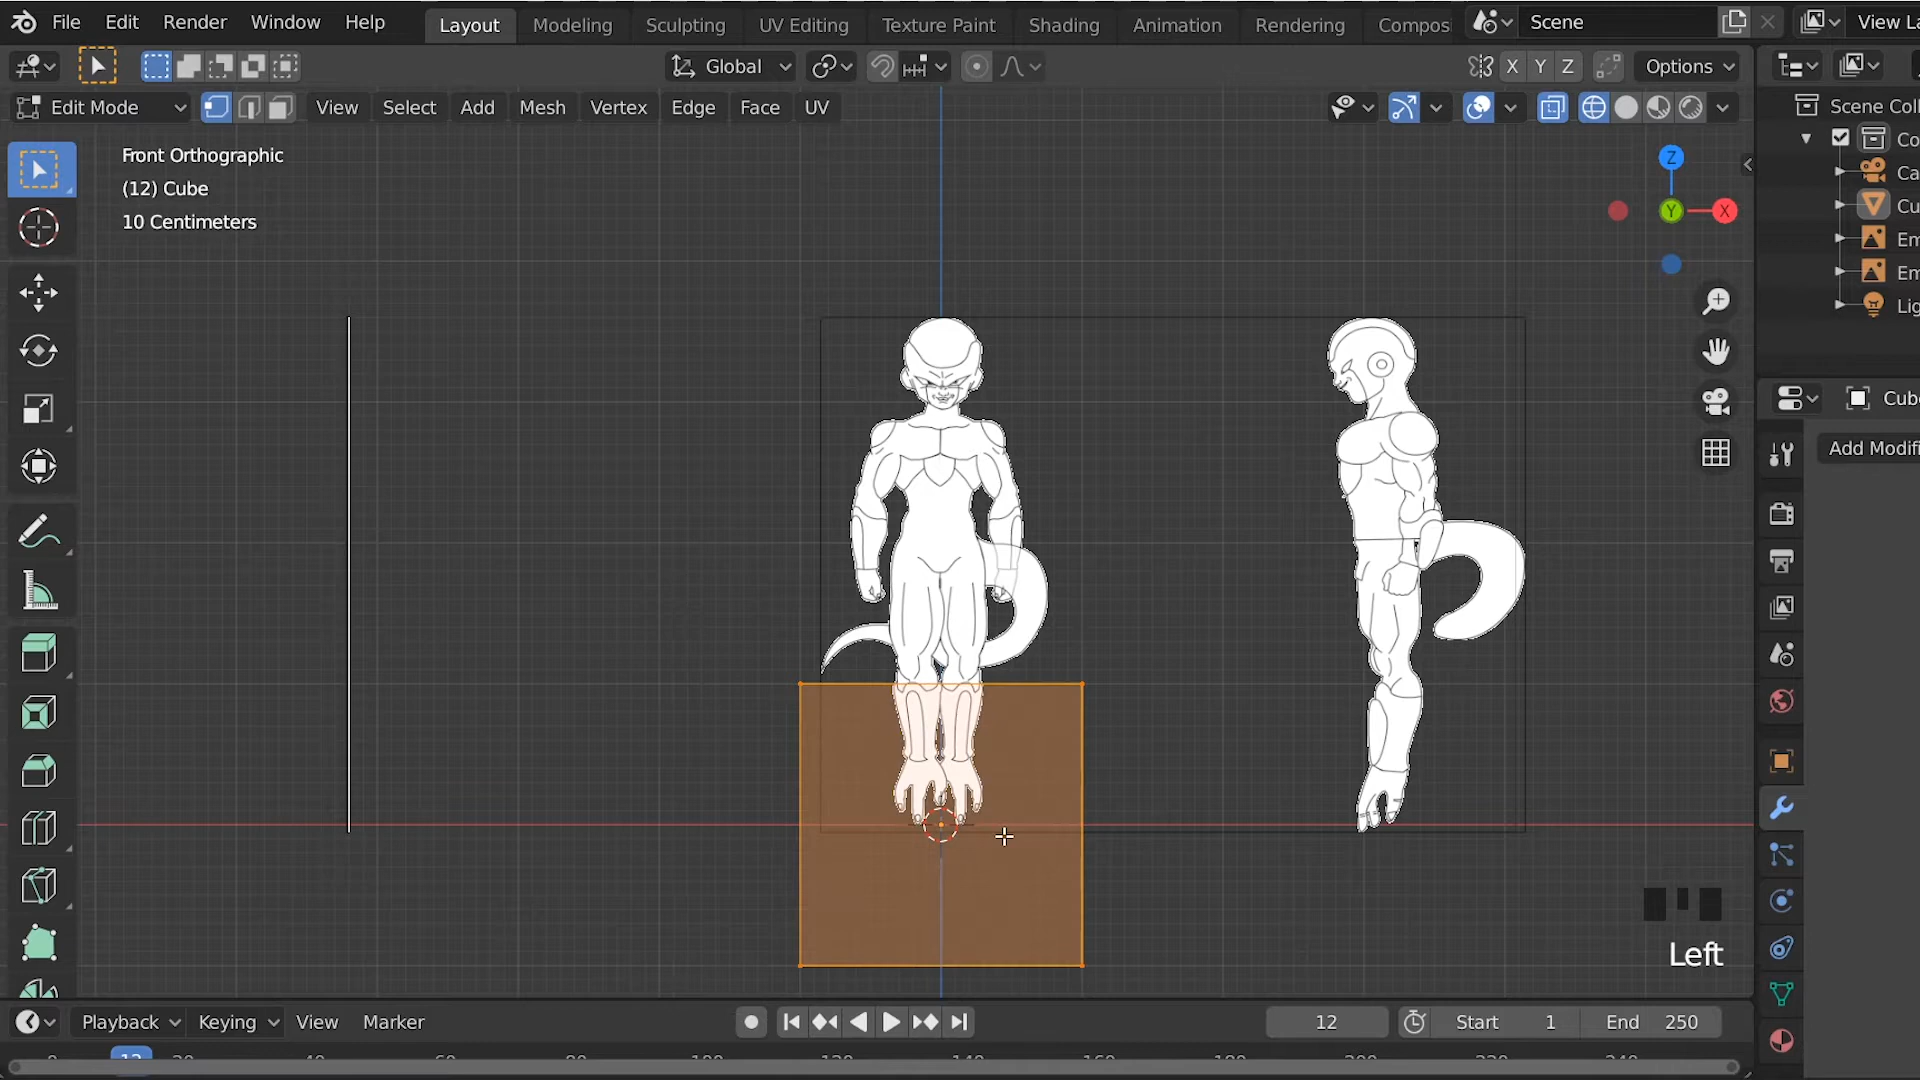 File Edit Render Window Help Layout Modeling Sculpting UV Editing Texture Paint Shading Animation Rendering Compos Scene View La
Global X Y Z Options
Edit Mode View Select Add Mesh Vertex Edge Face UV
Scene Coll
Co
Ca
Cu
Em
Em
Lig
Front Orthographic
(12) Cube
10 Centimeters
Z
Y
X
Cube
Add Modifi
Left
Playback Keying View Marker 12 Start 1 End 250
12